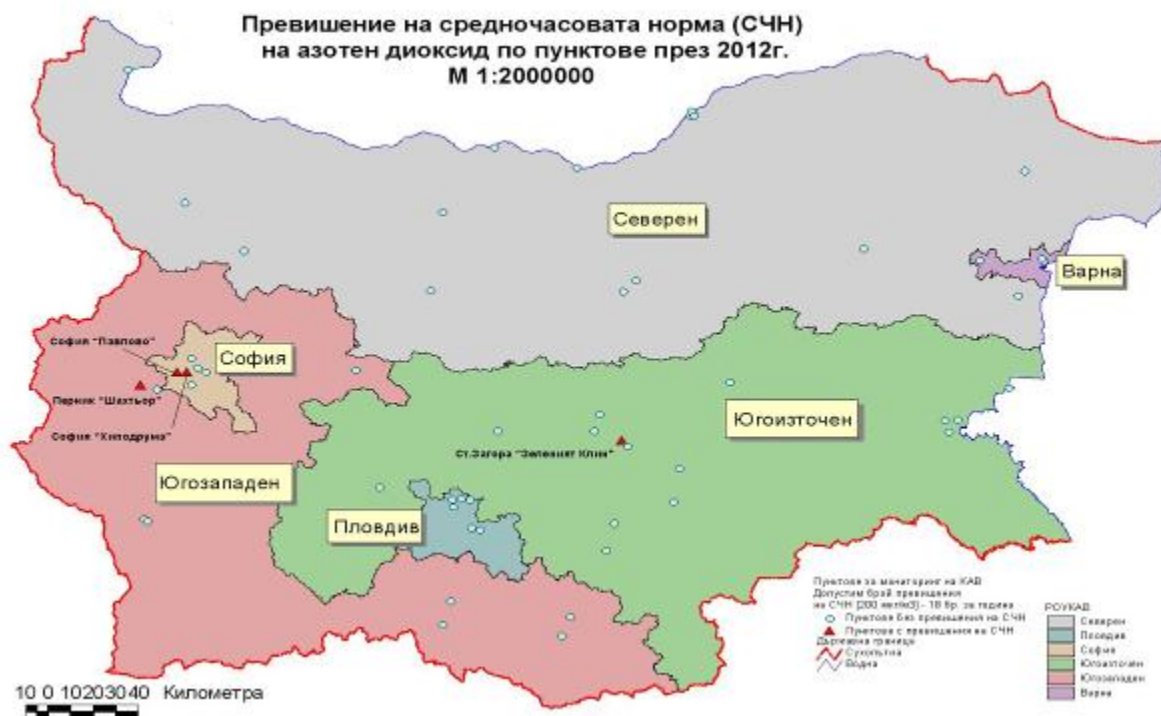 Превишение на средночасовата норма (СЧН)
на азотен диоксид по пунктове през 2012г.
М 1:2000000
Северен
Варна
София "Павлово"
София
Перник "Шахтьор"
София "Хиподрума"
Югоизточен
Ст.Загора "Зеленият Клин"
Югозападен
Пловдив
Пунктове за мониторинг на КАВ
Допустим брой превишения
на СЧН (200 мкг/м3) - 18 бр. за година
Пунктове без превишения на СЧН
Пунктове с превишения на СЧН
Държавна граница
Сухопътна
Водна
РОУКАВ
Северен
Пловдив
София
Югоизточен
Югозападен
Варна
10 0 10203040 Километра